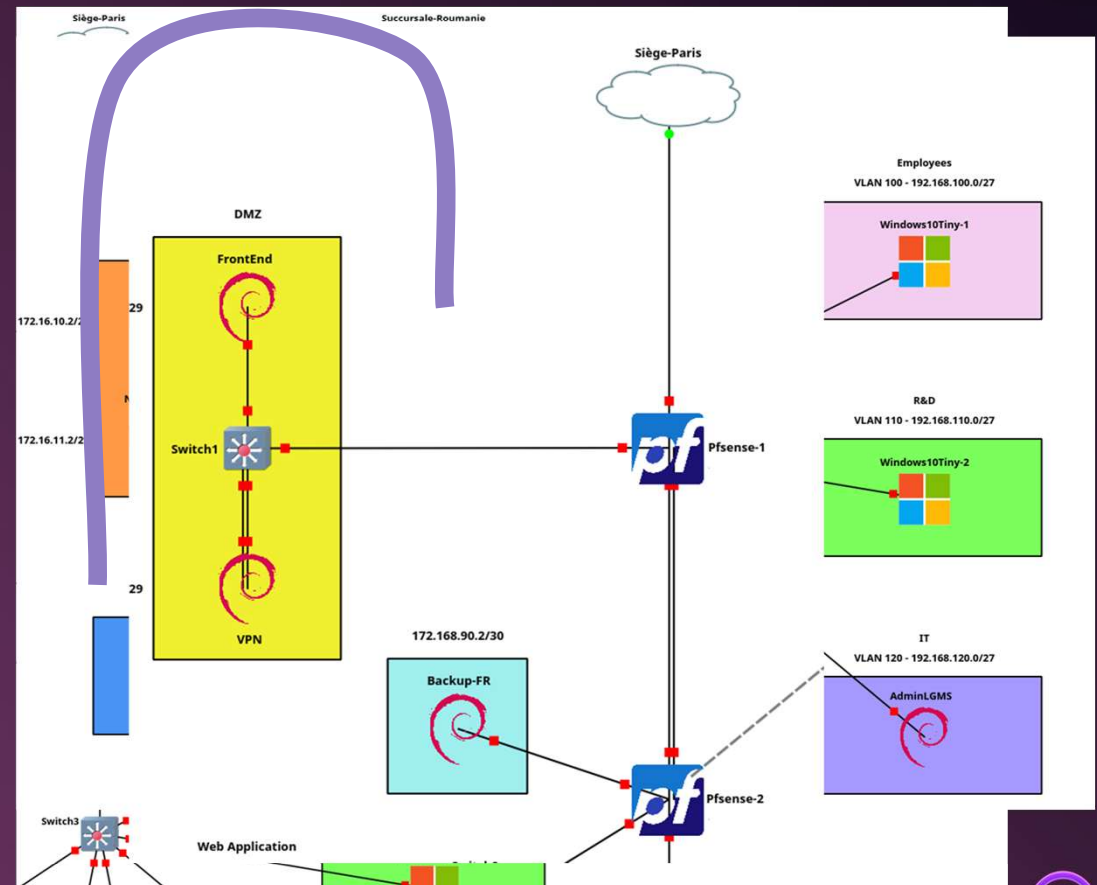 Siège-Paris
Succursale-Roumanie
Siège-Paris
Employees
VLAN 100 - 192.168.100.0/27
Windows10Tiny-1
DMZ
FrontEnd
29
172.16.10.2/2
R&D
VLAN 110 - 192.168.110.0/27
Windows10Tiny-2
172.16.11.2/2
Switch1
pf
Pfsense-1
29
VPN
172.168.90.2/30
Backup-FR
IT
VLAN 120 - 192.168.120.0/27
AdminLGMS
pf
Pfsense-2
Switch3
Web Application